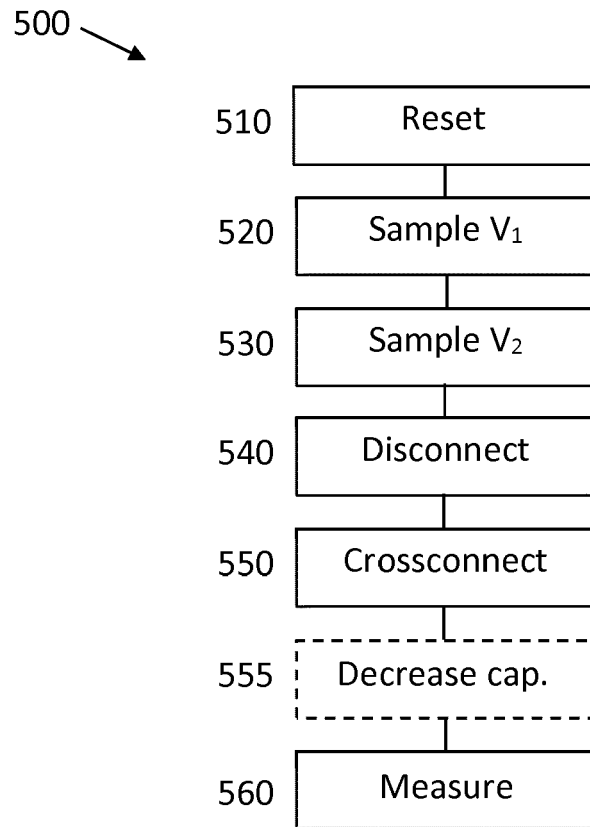 500
510 Reset
520 Sample V₁
530 Sample V₂
540 Disconnect
550 Crossconnect
555 Decrease cap.
560 Measure